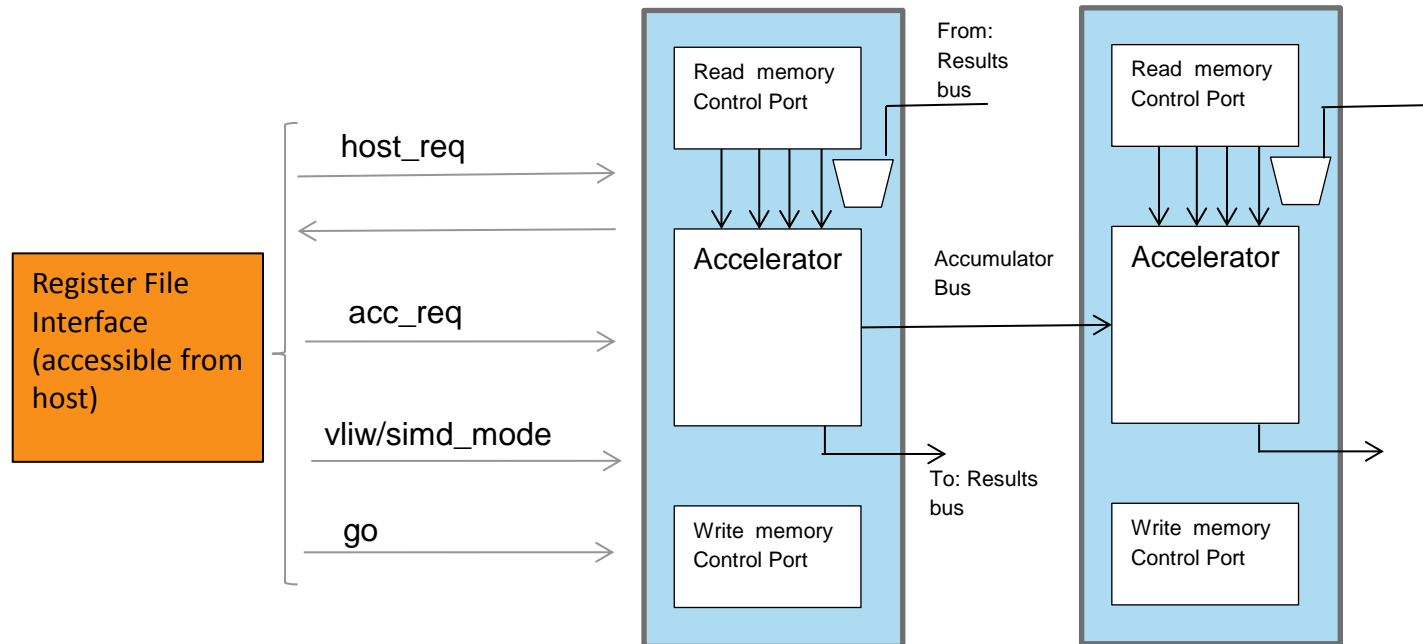 Register File
Interface
(accessible from
host)
host_req
acc_req
vliw/simd_mode
go
Read memory
Control Port
Accelerator
Write memory
Control Port
From:
Results
bus
Accumulator
Bus
To: Results
bus
Read memory
Control Port
Accelerator
Write memory
Control Port